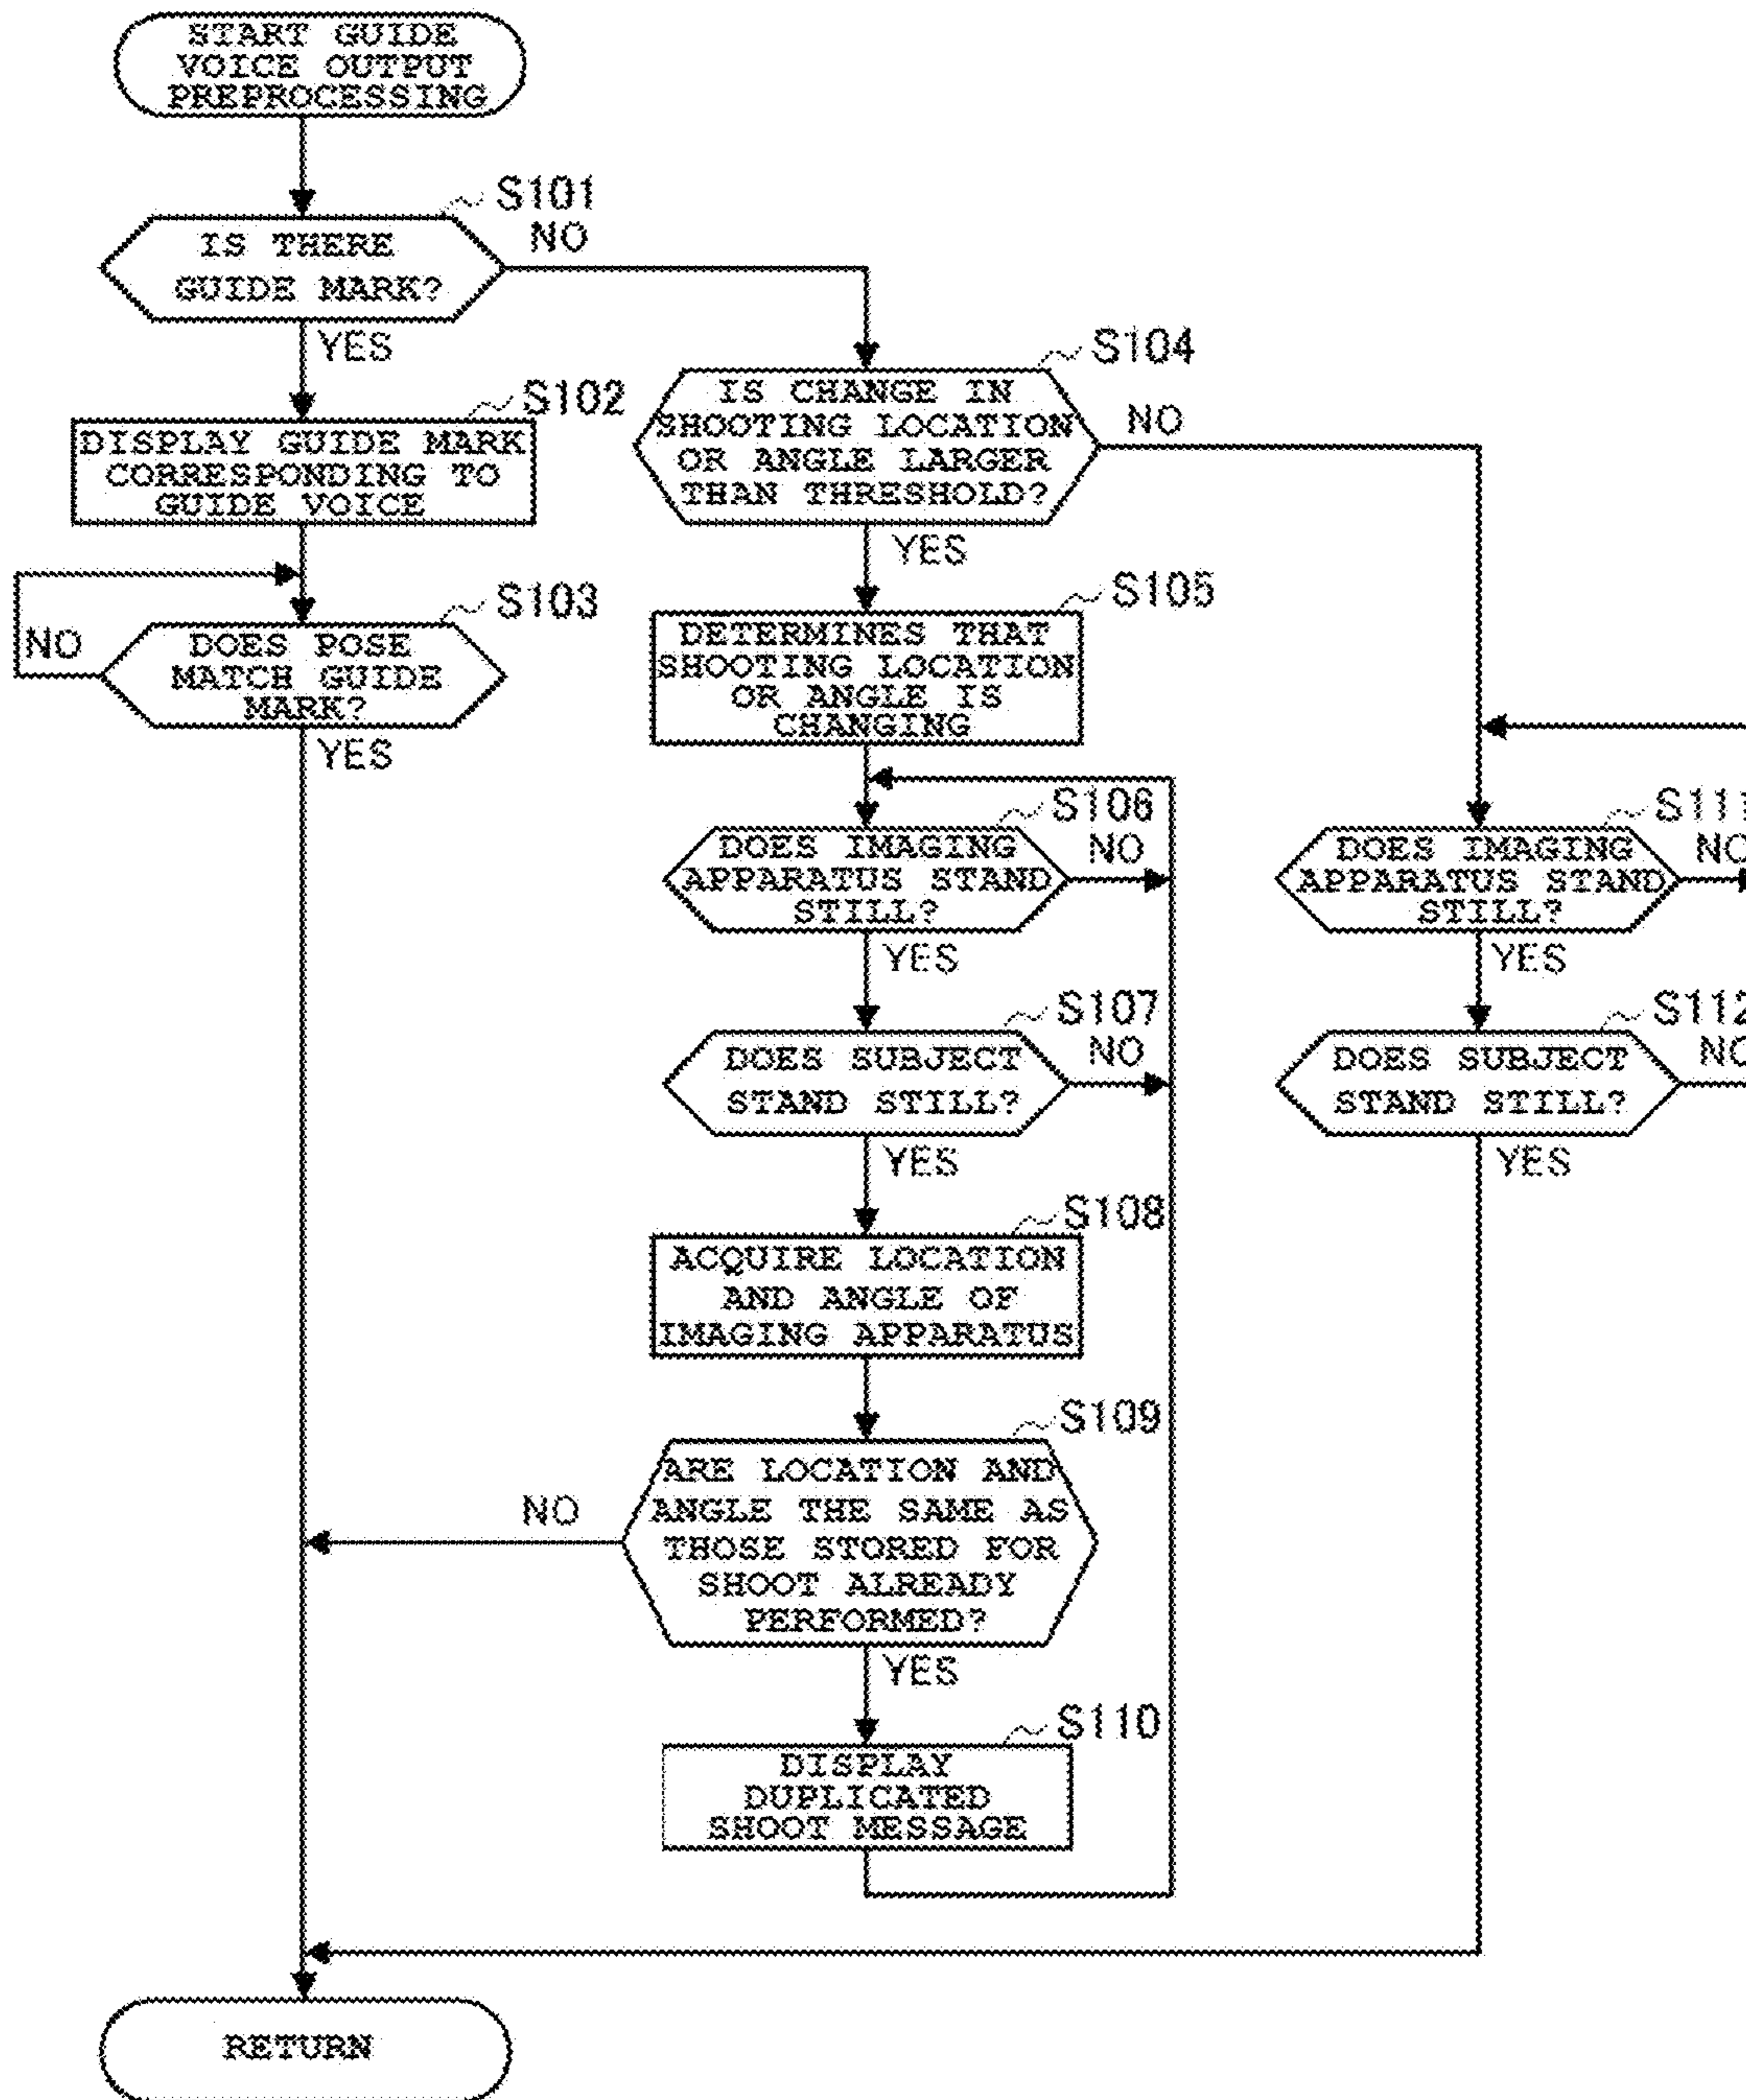 START GUIDE
VOICE OUTPUT
PREPROCESSING
S101
IS THERE
GUIDE MARK?
NO
YES
S102
DISPLAY GUIDE MARK
CORRESPONDING TO
GUIDE VOICE
S103
DOES POSE
MATCH GUIDE
MARK?
NO
YES
S104
IS CHANGE IN
SHOOTING LOCATION
OR ANGLE LARGER
THAN THRESHOLD?
NO
YES
S105
DETERMINES THAT
SHOOTING LOCATION
OR ANGLE IS
CHANGING
S106
DOES IMAGING
APPARATUS STAND
STILL?
NO
YES
S107
DOES SUBJECT
STAND STILL?
NO
YES
S108
ACQUIRE LOCATION
AND ANGLE OF
IMAGING APPARATUS
S109
ARE LOCATION AND
ANGLE THE SAME AS
THOSE STORED FOR
SHOOT ALREADY
PERFORMED?
NO
YES
S110
DISPLAY
DUPLICATED
SHOOT MESSAGE
S111
DOES IMAGING
APPARATUS STAND
STILL?
NO
YES
S112
DOES SUBJECT
STAND STILL?
NO
YES
RETURN